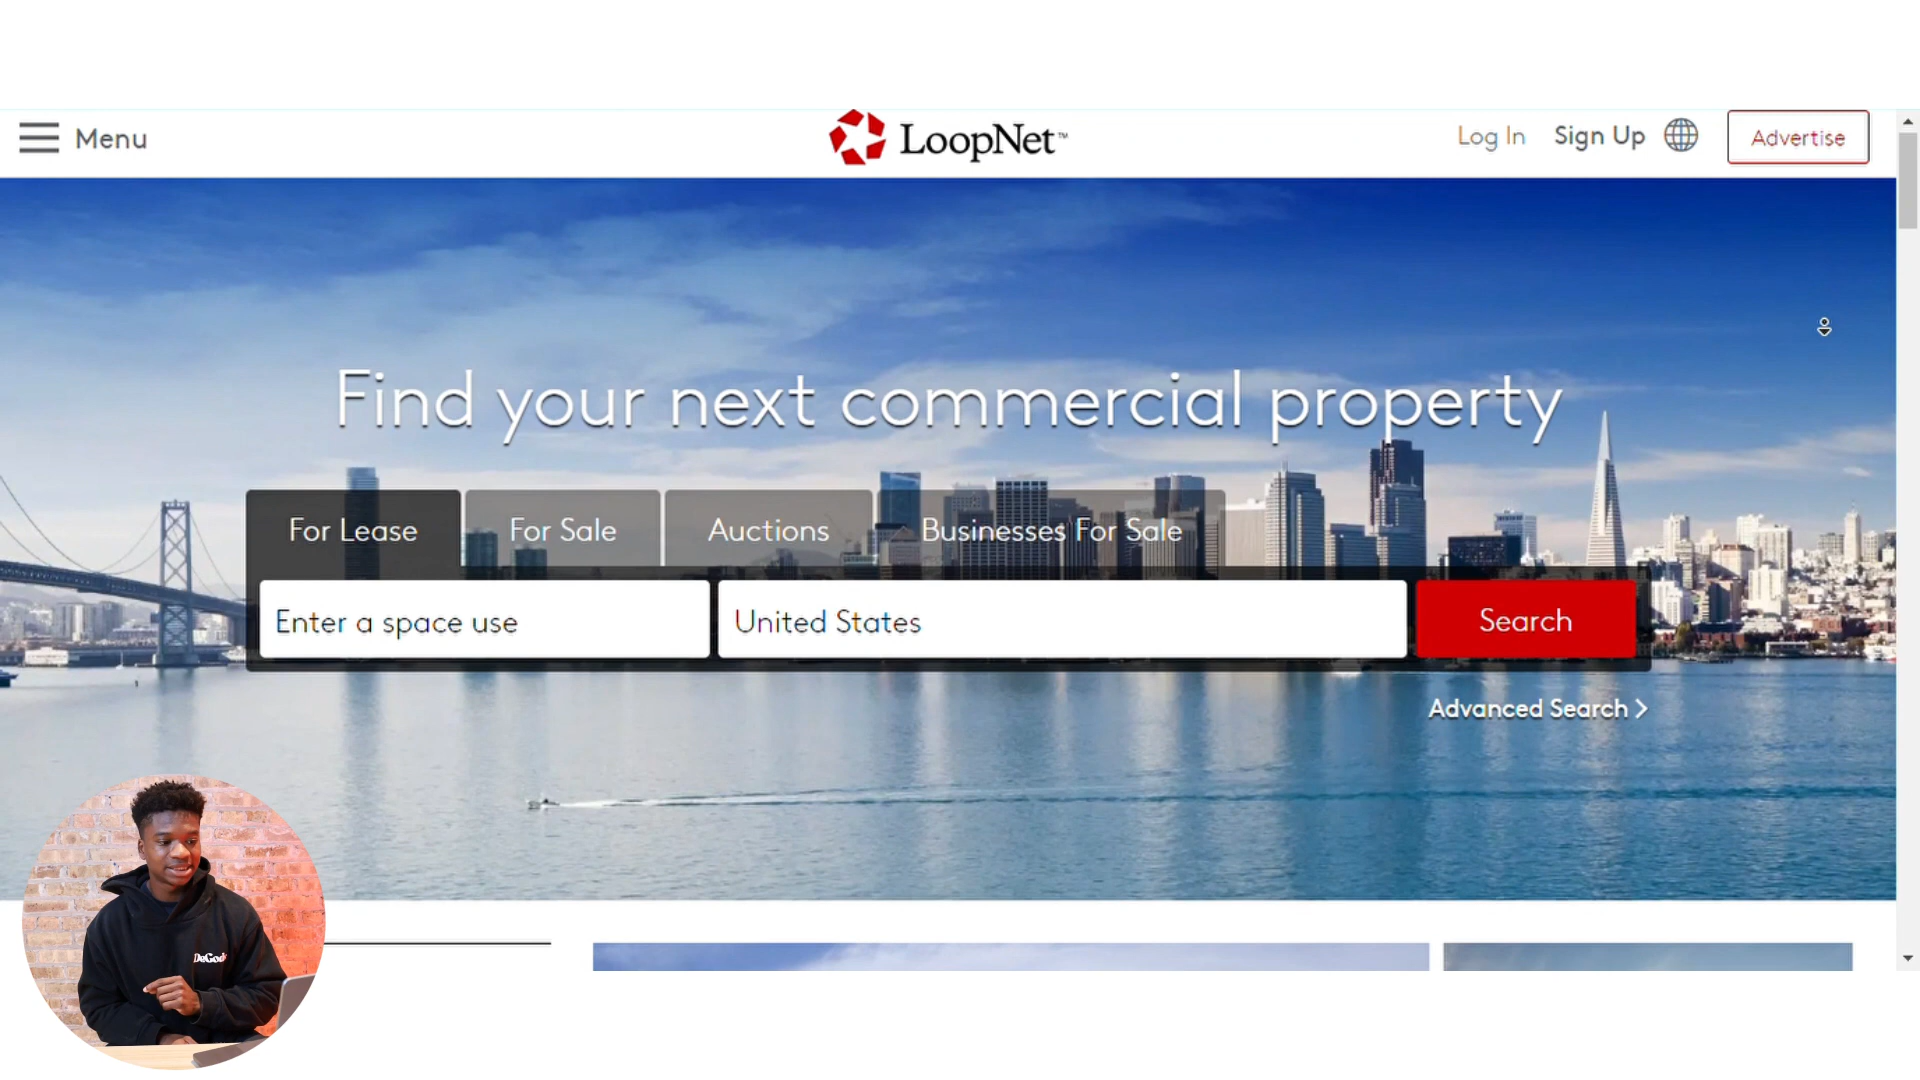 Menu
LoopNet™
Log In
Sign Up
Advertise
Find your next commercial property
For Lease
For Sale
Auctions
Businesses For Sale
Enter a space use
United States
Search
Advanced Search >
DeGods